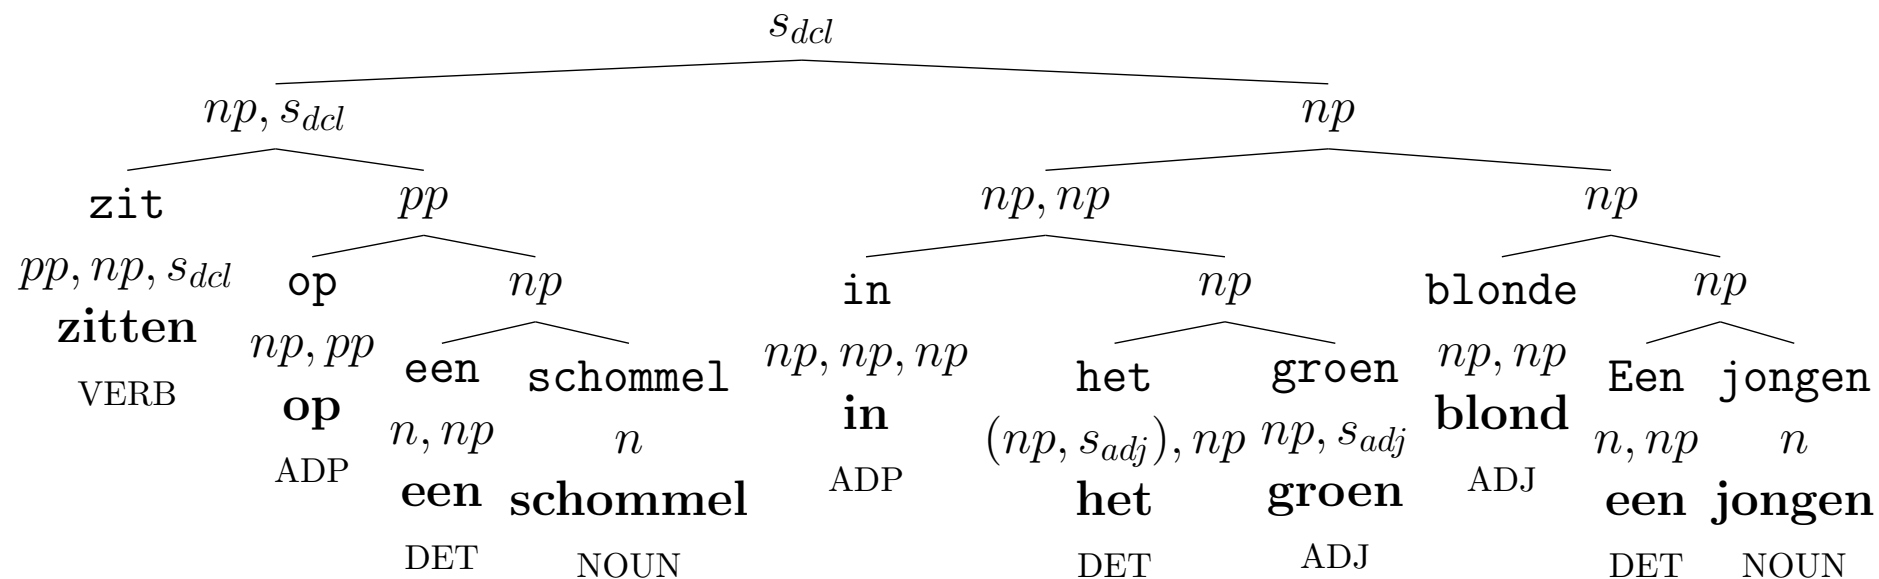 s_dcl
np, s_dcl np
zit pp np, np np
pp, np, s_dcl op np in np blonde np
zitten np, pp een schommel np, np, np het groen np, np Een jongen
VERB op n, np n in (np, s_adj), np np, s_adj blond n, np n
ADP een schommel ADP het groen ADJ een jongen
DET NOUN DET ADJ DET NOUN